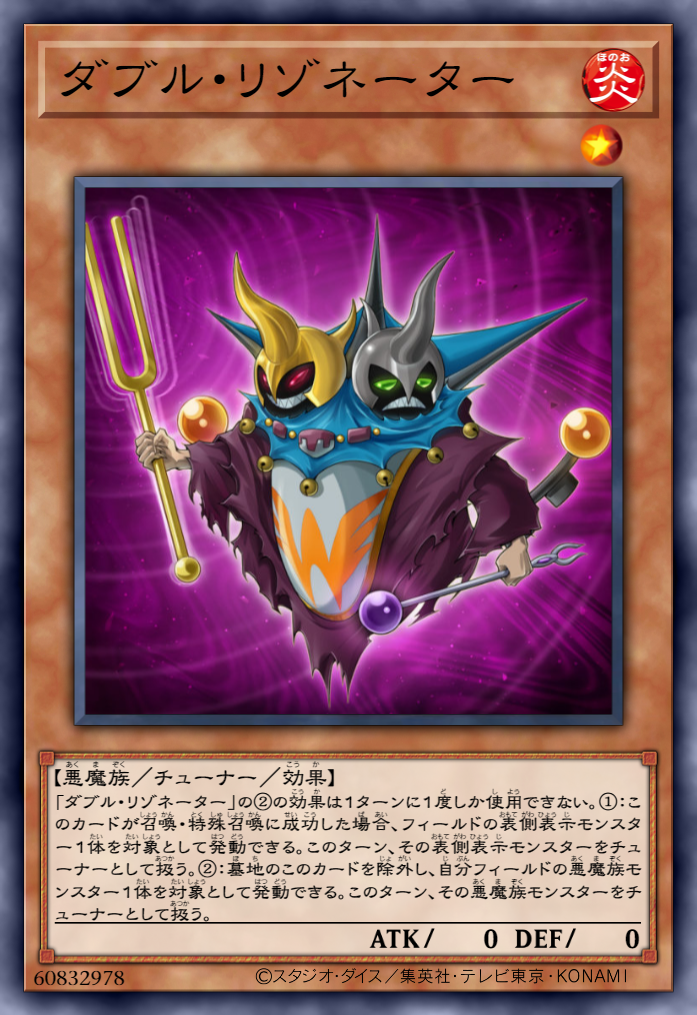 ダブル・リゾネーター
ほのお
炎
あく ま ぞく こう か
【悪魔族／チューナー／効果】
「ダブル・リゾネーター」の②の効果は1ターンに1度しか使用できない。①:こ
のカードが召喚・特殊召喚に成功した場合、フィールドの表側表示モンスタ
ー1体を対象として発動できる。このターン、その表側表示モンスターをチュ
ーナーとして扱う。②:墓地のこのカードを除外し、自分フィールドの悪魔族モ
ンスター1体を対象として発動できる。このターン、その悪魔族モンスターをチ
ューナーとして扱う。
ATK/ 0 DEF/ 0
60832978 ©スタジオ・ダイス／集英社・テレビ東京・KONAMI